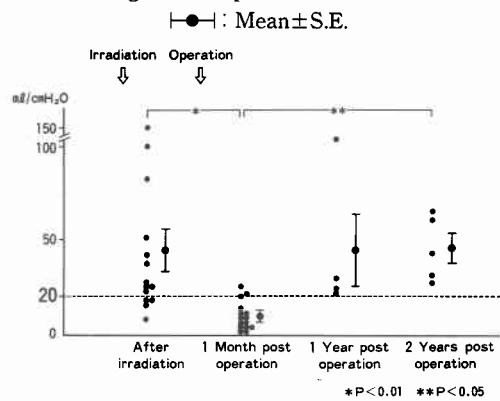 : Mean±S.E.
Irradiation Operation
ml/cmH₂O
* **
150
100
50
20
0
After irradiation
1 Month post operation
1 Year post operation
2 Years post operation
*P<0.01 **P<0.05